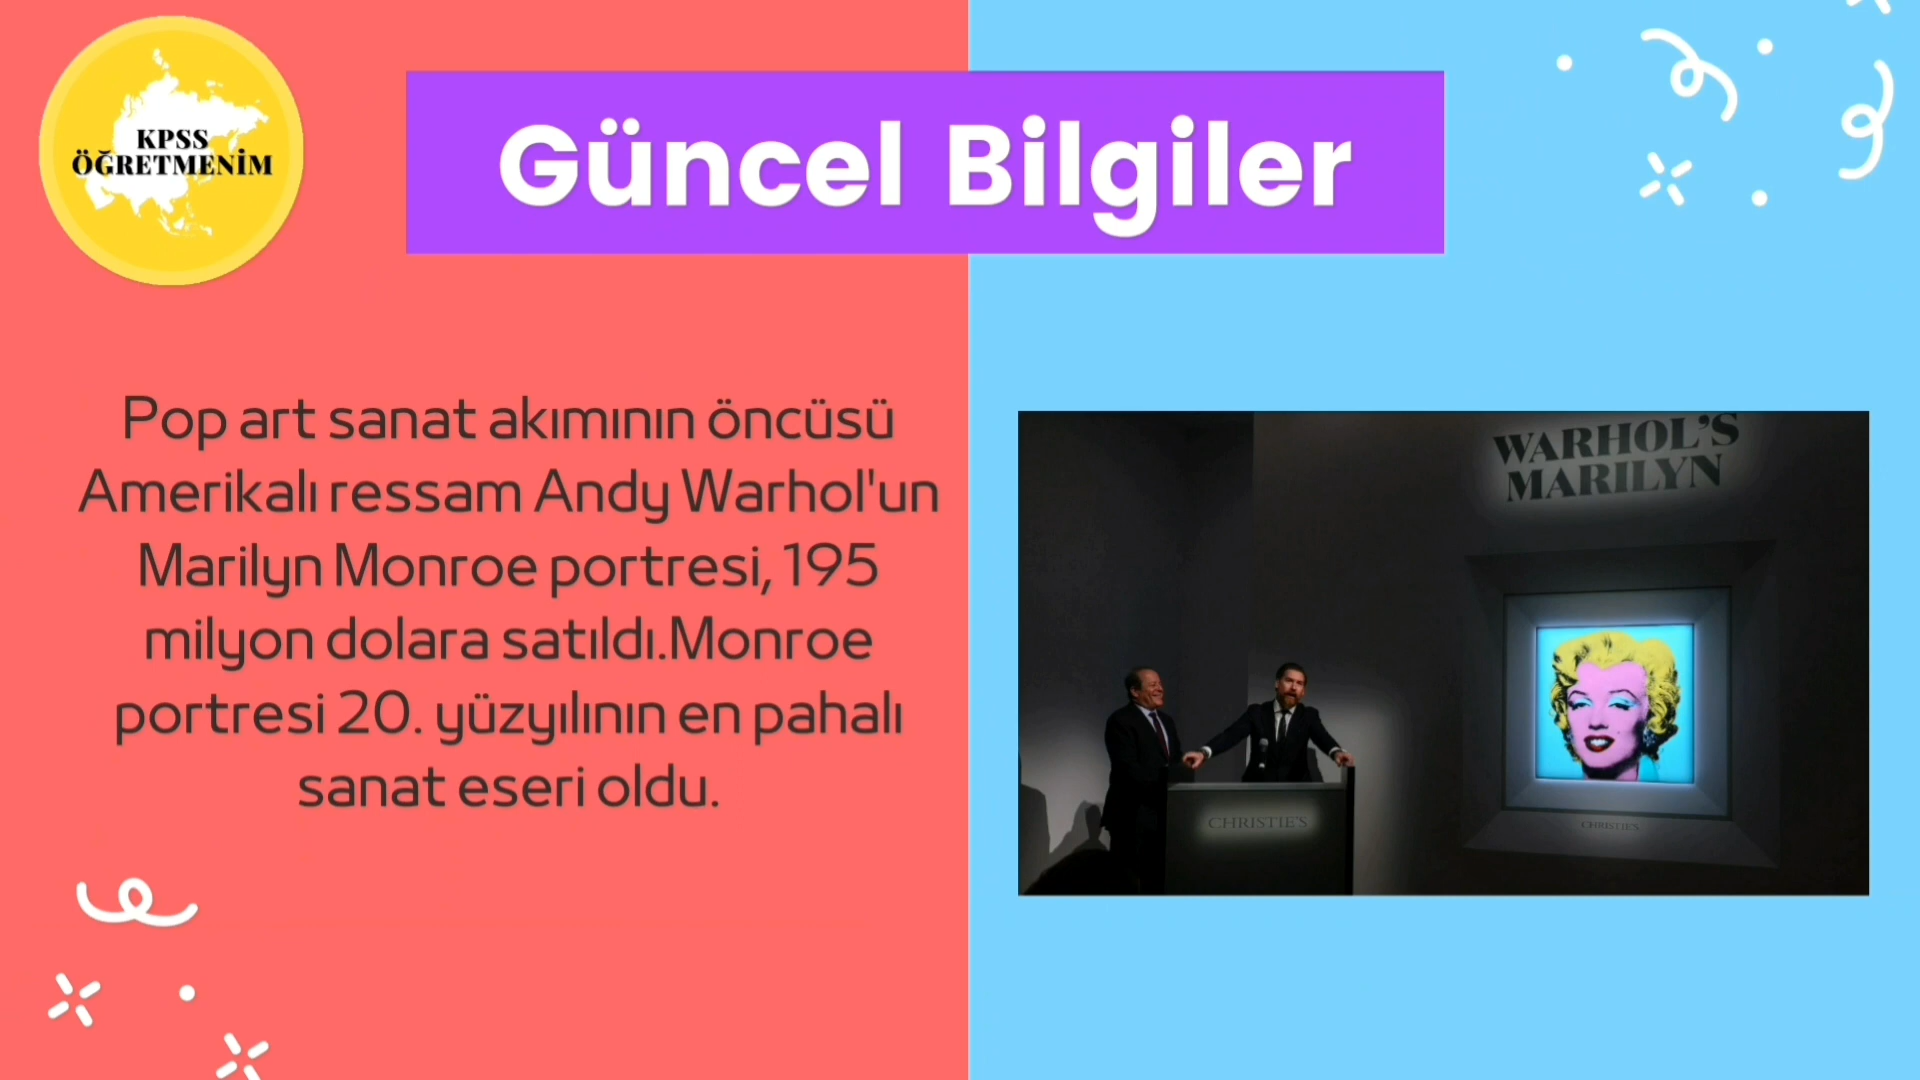 KPSS
ÖĞRETMENİM
Güncel Bilgiler
Pop art sanat akımının öncüsü
Amerikalı ressam Andy Warhol'un
Marilyn Monroe portresi, 195
milyon dolara satıldı.Monroe
portresi 20. yüzyılının en pahalı
sanat eseri oldu.
WARHOL'S
MARILYN
CHRISTIE'S
CHRISTIE'S